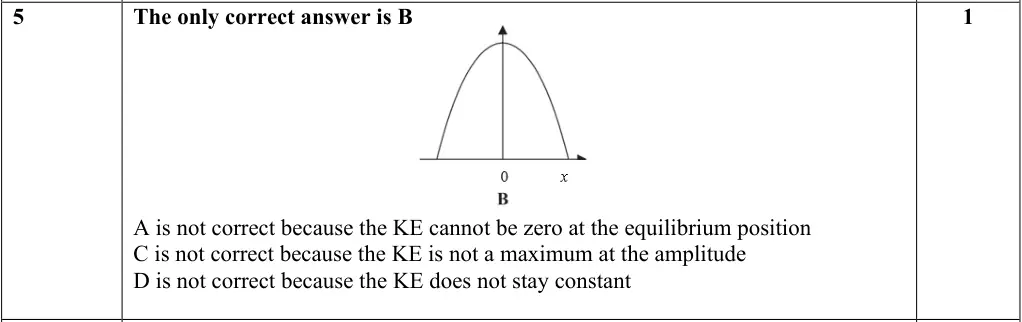 5 The only correct answer is B 1
0 x
B
A is not correct because the KE cannot be zero at the equilibrium position
C is not correct because the KE is not a maximum at the amplitude
D is not correct because the KE does not stay constant